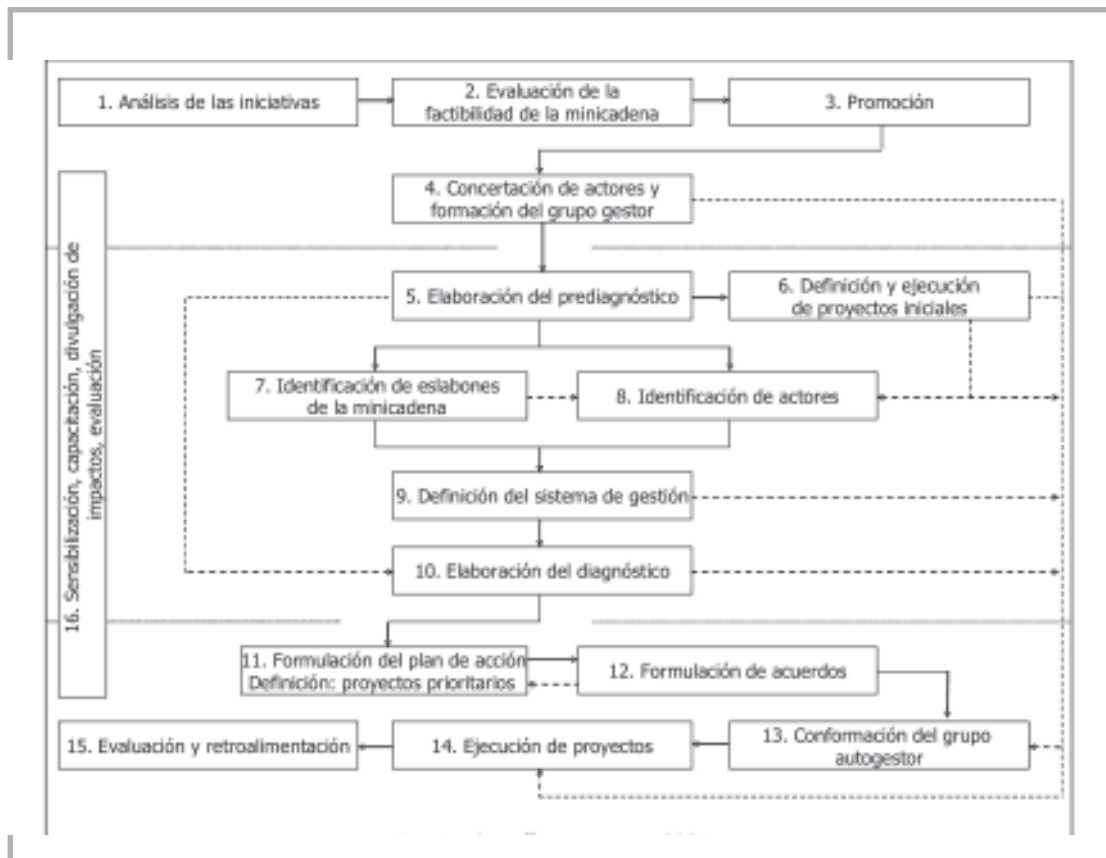 1. Análisis de las iniciativas
2. Evaluación de la
factibilidad de la minicadena
3. Promoción
4. Concertación de actores y
formación del grupo gestor
5. Elaboración del prediagnóstico
6. Definición y ejecución
de proyectos iniciales
7. Identificación de eslabones
de la minicadena
8. Identificación de actores
9. Definición del sistema de gestión
10. Elaboración del diagnóstico
11. Formulación del plan de acción
Definición: proyectos prioritarios
12. Formulación de acuerdos
13. Conformación del grupo
autogestor
14. Ejecución de proyectos
15. Evaluación y retroalimentación
16. Sensibilización, capacitación, divulgación de
impactos, evaluación